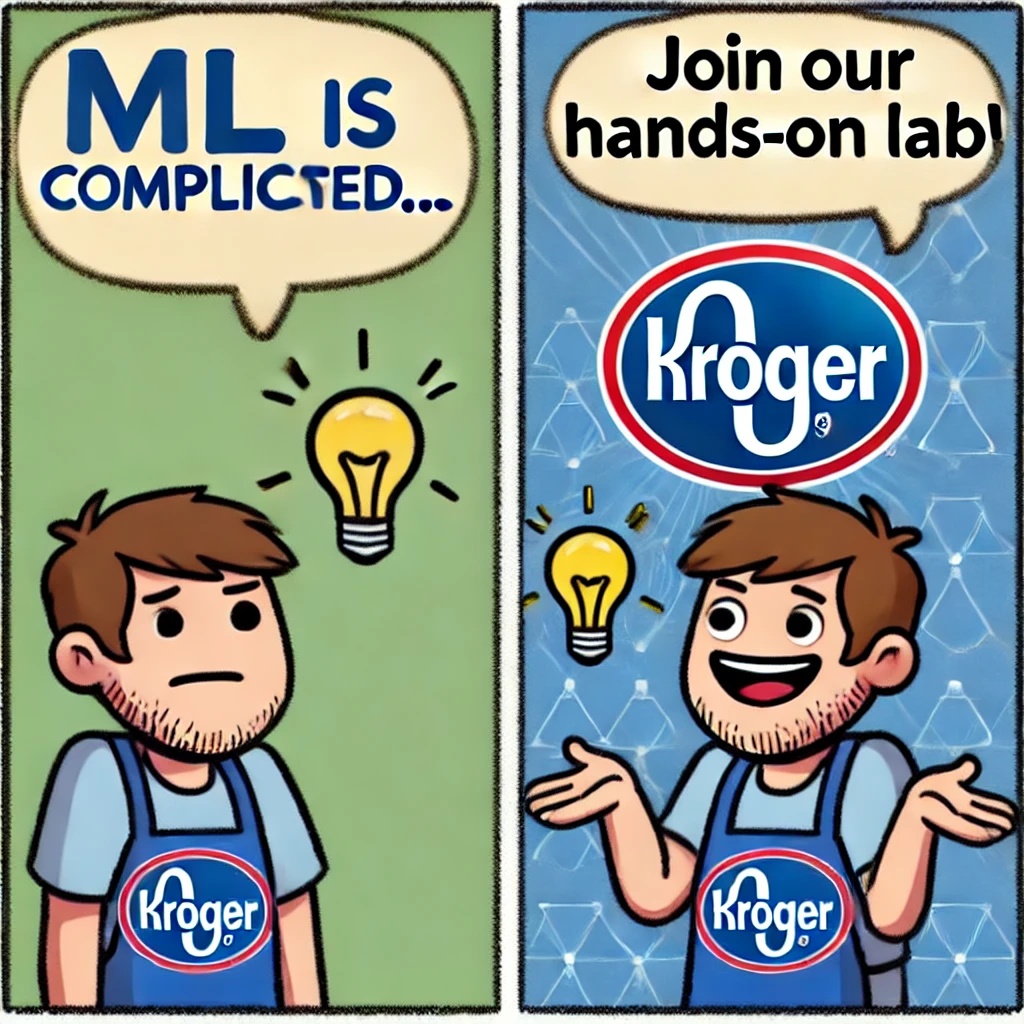 ML IS
COMPLICTED...
Join our
hands-on lab!
Kroger
Kroger
Kroger